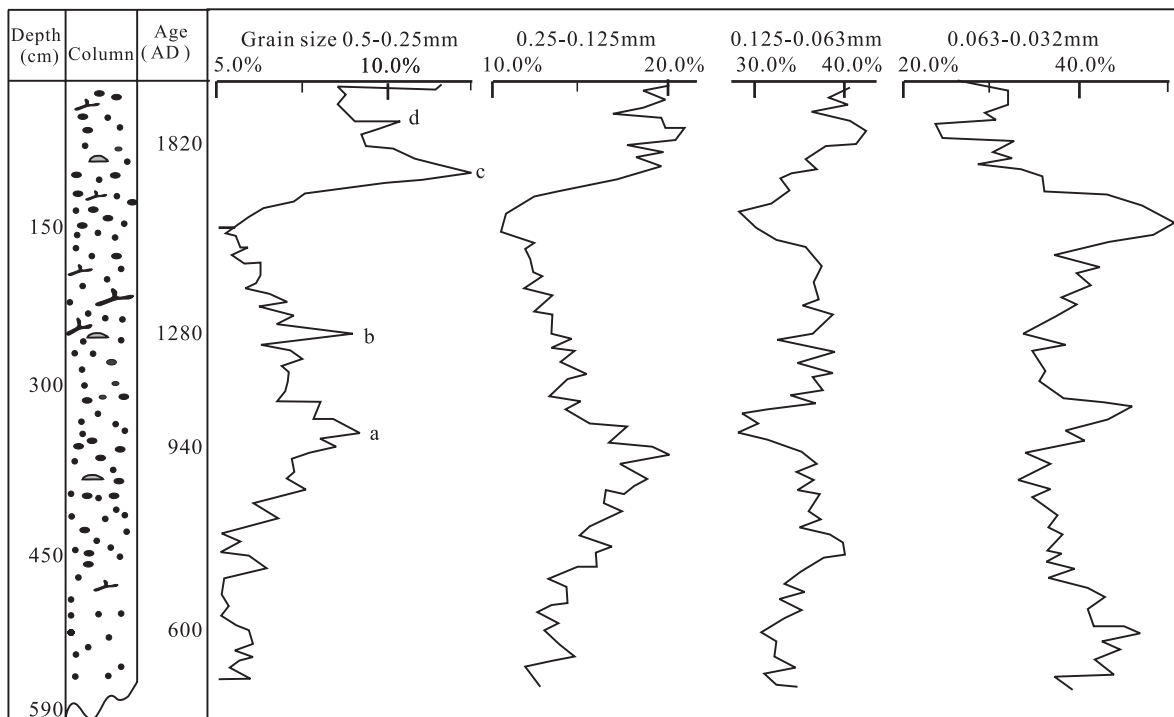 Depth (cm)
Column
Age (AD)
Grain size 0.5-0.25mm
0.25-0.125mm
0.125-0.063mm
0.063-0.032mm
5.0%
10.0%
10.0%
20.0%
30.0%
40.0%
20.0%
40.0%
d
1820
c
150
1280
b
300
a
940
450
600
590